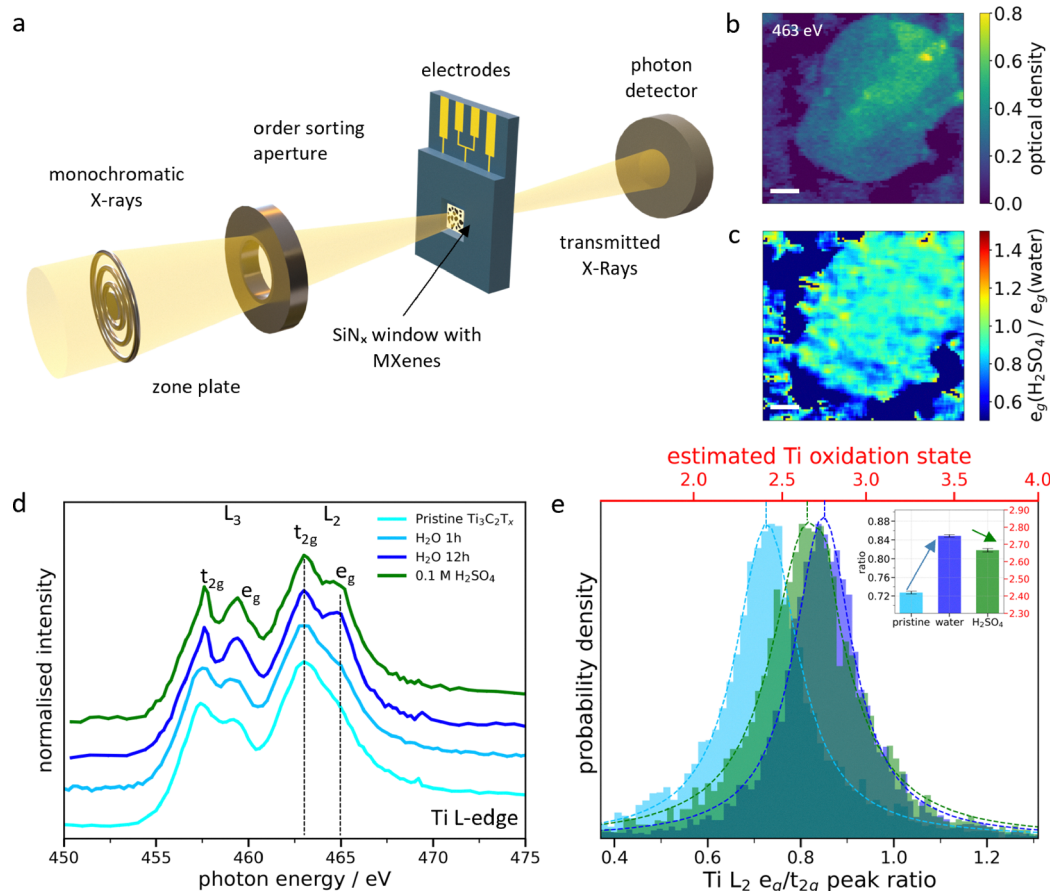 a
electrodes
photon
detector
order sorting
aperture
monochromatic
X-rays
transmitted
X-Rays
SiNₓ window with
MXenes
zone plate
b
463 eV
0.8
0.6
0.4
0.2
0.0
optical density
c
1.4
1.2
1.0
0.8
0.6
e_g(H₂SO₄) / e_g(water)
d
L₃
L₂
t₂g
e_g
t₂g
e_g
Pristine Ti₃C₂Tₓ
H₂O 1h
H₂O 12h
0.1 M H₂SO₄
normalised intensity
Ti L-edge
450 455 460 465 470 475
photon energy / eV
e
estimated Ti oxidation state
2.0 2.5 3.0 3.5 4.0
probability density
0.88
0.84
0.80
0.76
0.72
ratio
2.90
2.80
2.70
2.60
2.50
2.40
2.30
pristine water H₂SO₄
0.4 0.6 0.8 1.0 1.2
Ti L₂ e_g/t₂g peak ratio